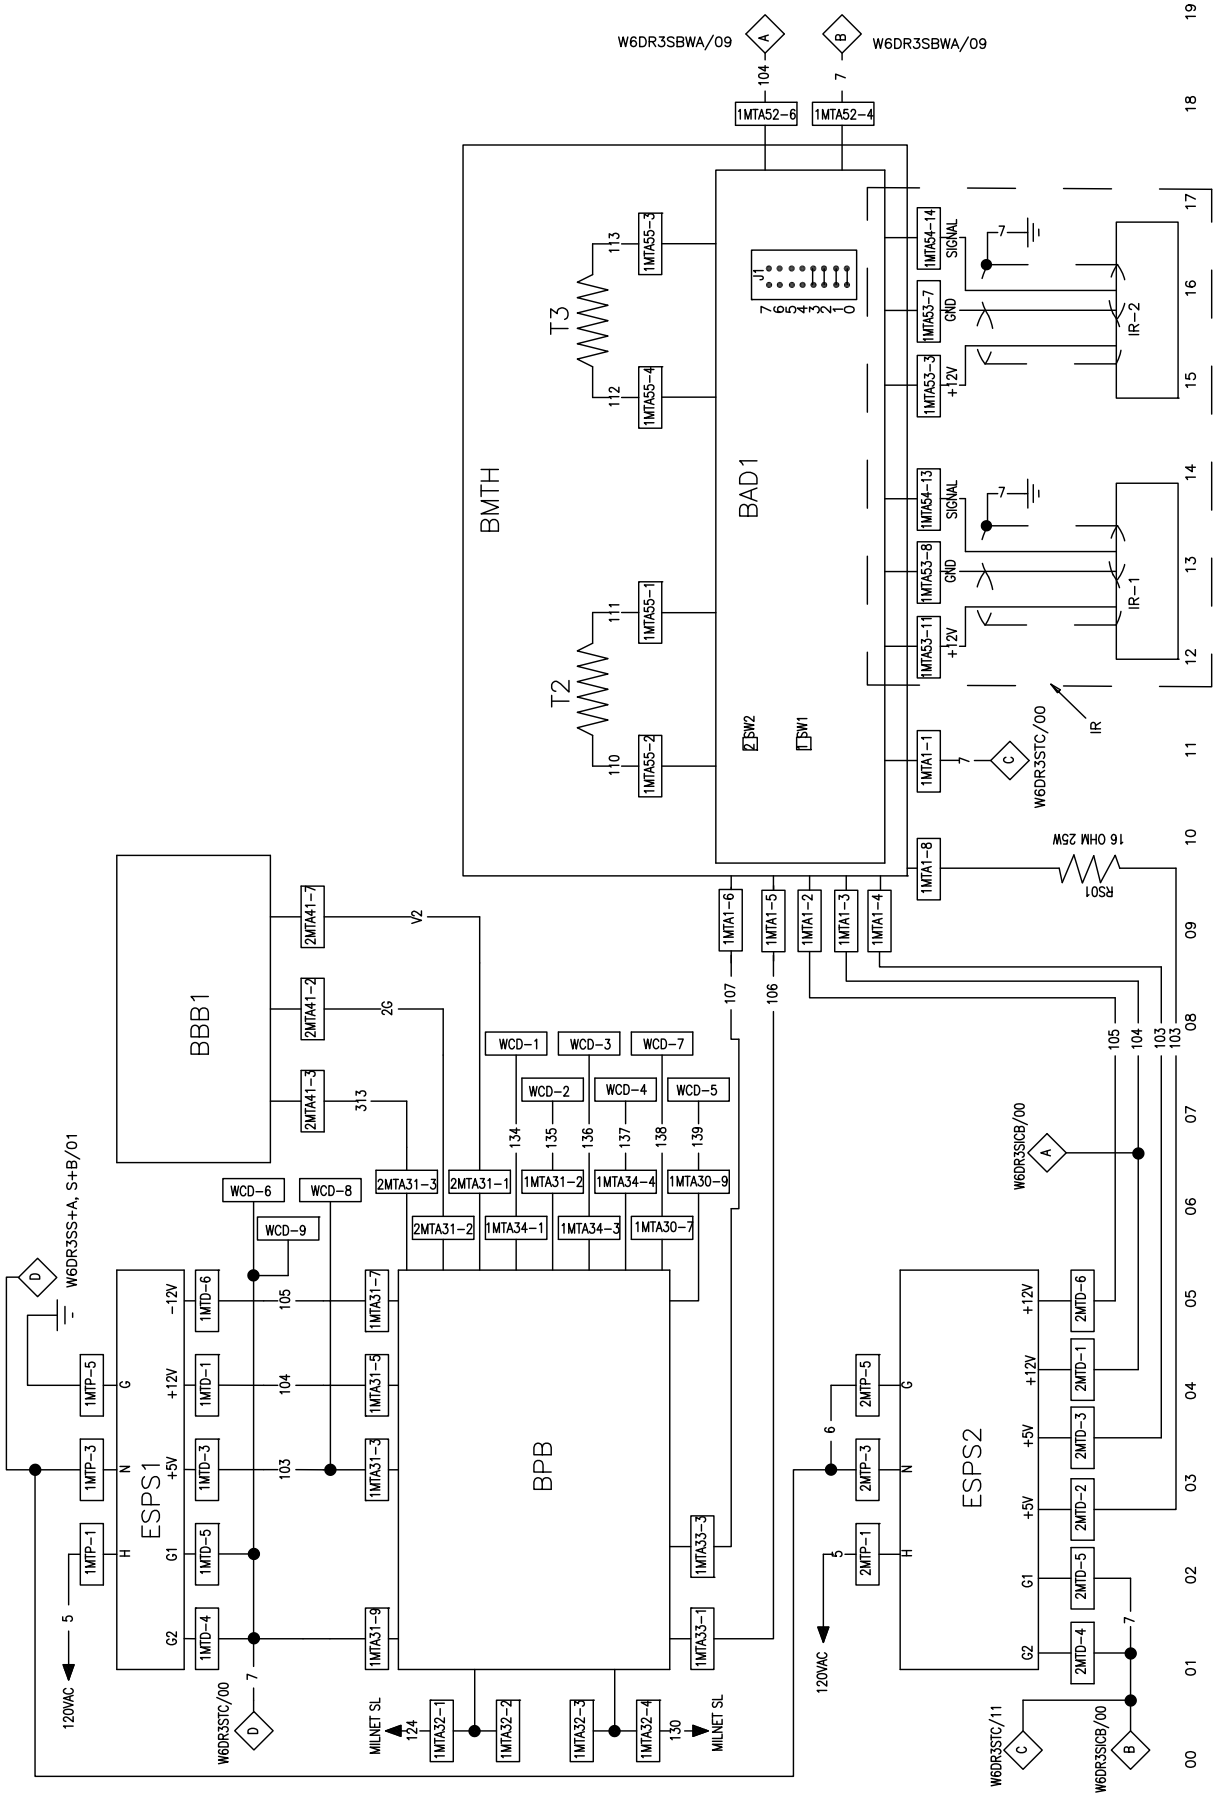 19
18
17
16
15
14
13
12
11
10
09
08
07
06
05
04
03
02
01
00
W6DR3SBWA/09
A
B
W6DR3SBWA/09
104
7
1MTA52-6
1MTA52-4
BMTH
T3
113
112
1MTA55-3
1MTA55-4
T2
111
110
1MTA55-1
1MTA55-2
BAD1
J1
7
6
5
4
3
2
1
0
2 SW2
1 SW1
1MTA54-14
SIGNAL
1MTA53-7
GND
1MTA53-3
+12V
7
IR-2
1MTA54-13
SIGNAL
1MTA53-8
GND
1MTA53-11
+12V
7
IR-1
IR
1MTA1-1
7
C
W6DR3STC/00
1MTA1-8
16 OHM 25W
RS01
1MTA1-6
1MTA1-5
1MTA1-2
1MTA1-3
1MTA1-4
107
106
105
104
103
103
BBB1
2MTA41-7
2MTA41-2
2MTA41-3
V2
2G
313
WCD-1
WCD-3
WCD-7
WCD-2
WCD-4
WCD-5
134
135
136
137
138
139
2MTA31-3
2MTA31-1
1MTA31-2
1MTA34-4
1MTA30-9
2MTA31-2
1MTA34-1
1MTA34-3
1MTA30-7
WCD-6
WCD-8
WCD-9
D
W6DR3SS+A, S+B/01
ESPS1
1MTP-5
1MTP-3
1MTP-1
G
N
H
5
120VAC
-12V
+12V
+5V
G1
G2
1MTD-6
1MTD-1
1MTD-3
1MTD-5
1MTD-4
105
104
103
7
D
W6DR3STC/00
1MTA31-7
1MTA31-5
1MTA31-3
1MTA31-9
BPB
1MTA33-3
1MTA33-1
MILNET SL
124
1MTA32-1
1MTA32-2
1MTA32-3
1MTA32-4
130
MILNET SL
W6DR3SICB/00
A
ESPS2
2MTP-5
2MTP-3
2MTP-1
6
5
120VAC
G
N
H
+12V
+12V
+5V
+5V
G1
G2
2MTD-6
2MTD-1
2MTD-3
2MTD-2
2MTD-5
2MTD-4
7
W6DR3STC/11
C
W6DR3SICB/00
B